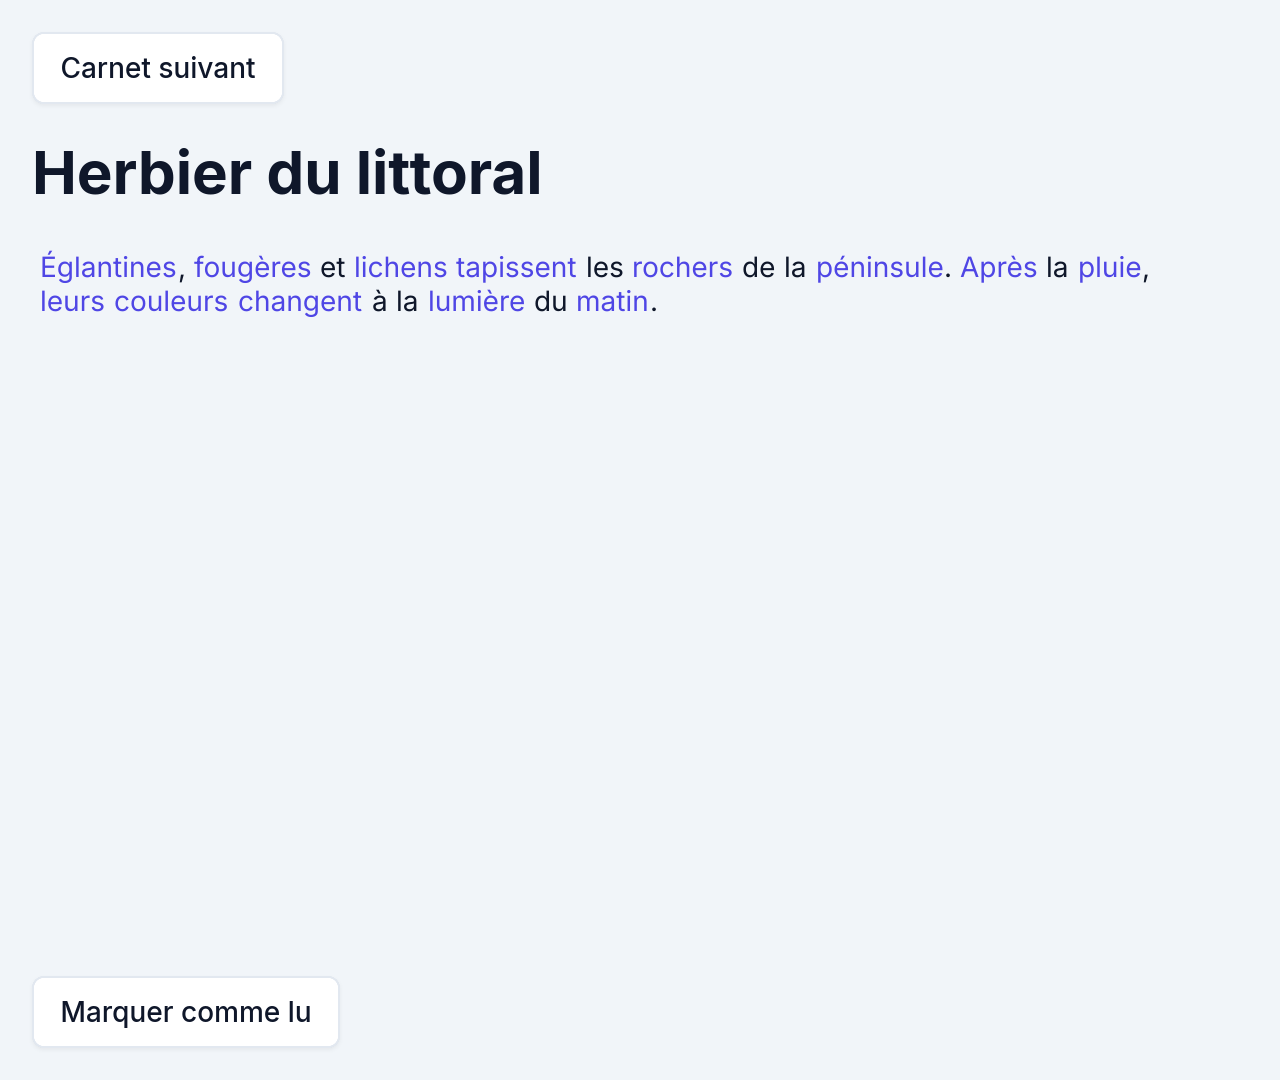 Carnet suivant
Herbier du littoral
Églantines, fougères et lichens tapissent les rochers de la péninsule. Après la pluie,
leurs couleurs changent à la lumière du matin.
Marquer comme lu